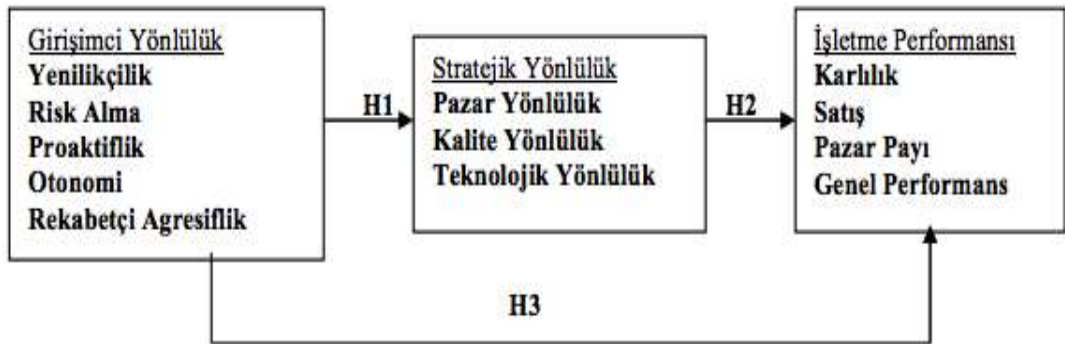 Girişimci Yönlülük
Yenilikçilik
Risk Alma
Proaktiflik
Otonomi
Rekabetçi Agresiflik
H1
Stratejik Yönlülük
Pazar Yönlülük
Kalite Yönlülük
Teknolojik Yönlülük
H2
İşletme Performansı
Karlılık
Satış
Pazar Payı
Genel Performans
H3